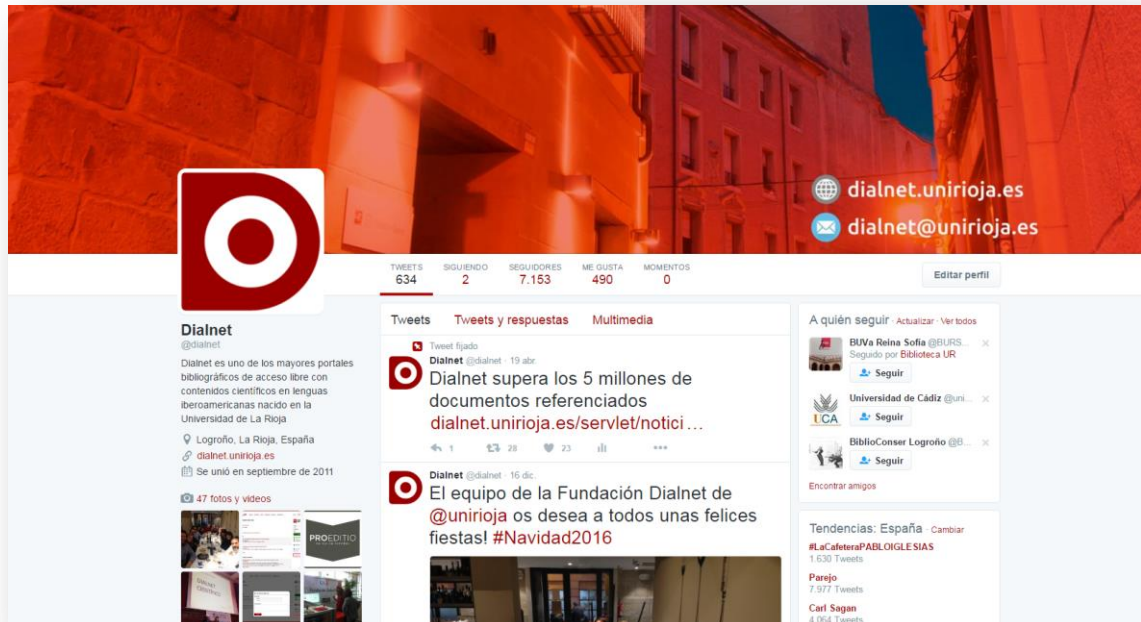 dialnet.unirioja.es
dialnet@unirioja.es
TWEETS SIGUIENDO SEGUIDORES ME GUSTA MOMENTOS
634 2 7.153 490 0
Editar perfil
Dialnet
@dialnet
Dialnet es uno de los mayores portales
bibliográficos de acceso libre con
contenidos científicos en lenguas
iberoamericanas nacido en la
Universidad de La Rioja
Logroño, La Rioja, España
dialnet.unirioja.es
Se unió en septiembre de 2011
47 fotos y vídeos
PROEDITIO
DIALNET
Tweets Tweets y respuestas Multimedia
Tweet fijado
Dialnet @dialnet · 19 abr.
Dialnet supera los 5 millones de
documentos referenciados
dialnet.unirioja.es/servlet/notici…
1 28 23
Dialnet @dialnet · 16 dic.
El equipo de la Fundación Dialnet de
@unirioja os desea a todos unas felices
fiestas! #Navidad2016
A quién seguir · Actualizar · Ver todos
BUVa Reina Sofía @BURS...
Seguido por Biblioteca UR
Seguir
Universidad de Cádiz @uni...
UCA
Seguir
BiblioConser Logroño @B...
Seguir
Encontrar amigos
Tendencias: España · Cambiar
#LaCafeteraPABLOIGLESIAS
1.630 Tweets
Parejo
7.977 Tweets
Carl Sagan
4.064 Tweets